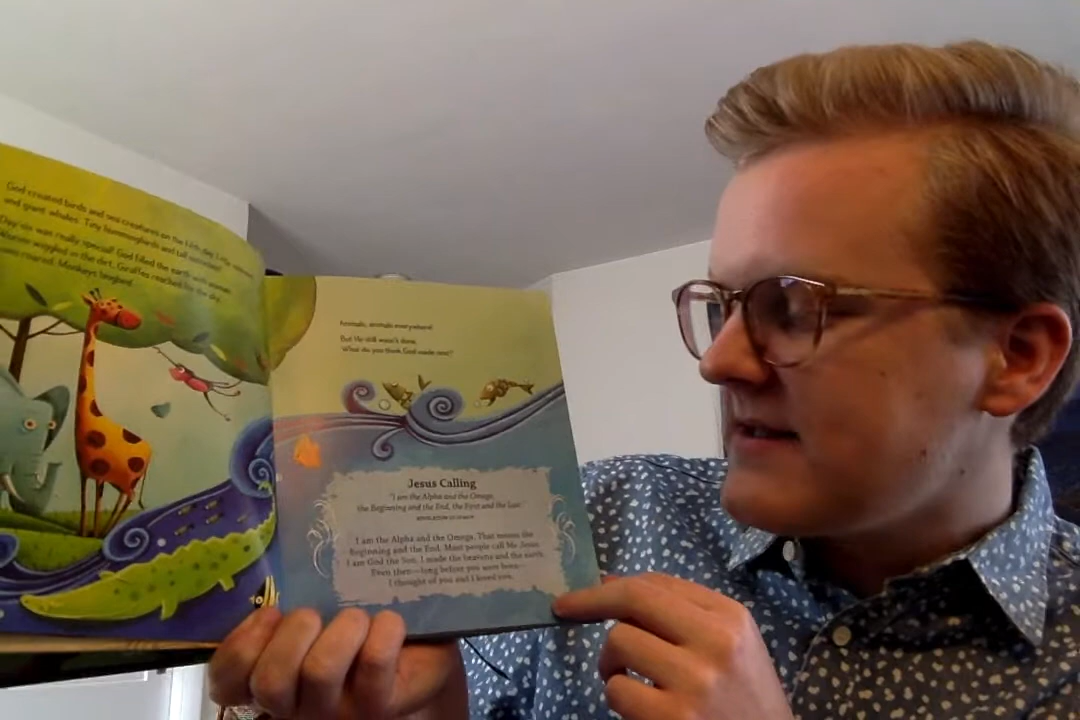 God created birds and sea creatures on the fifth day. Little
and giant whales. Tiny hummingbirds and tall
Day six was really special! God filled the earth with
Worms wiggled in the dirt. Giraffes reached for the sky.
roared. Monkeys laughed.
Animals, animals everywhere!
But He still wasn't done.
What do you think God made next?
Jesus Calling
"I am the Alpha and the Omega,
the Beginning and the End, the First and the Last."
REVELATION
I am the Alpha and the Omega. That means the
Beginning and the End. Most people call Me Jesus.
I am God the Son. I made the heavens and the earth.
Even then—long before you were born—
I thought of you and I loved you.